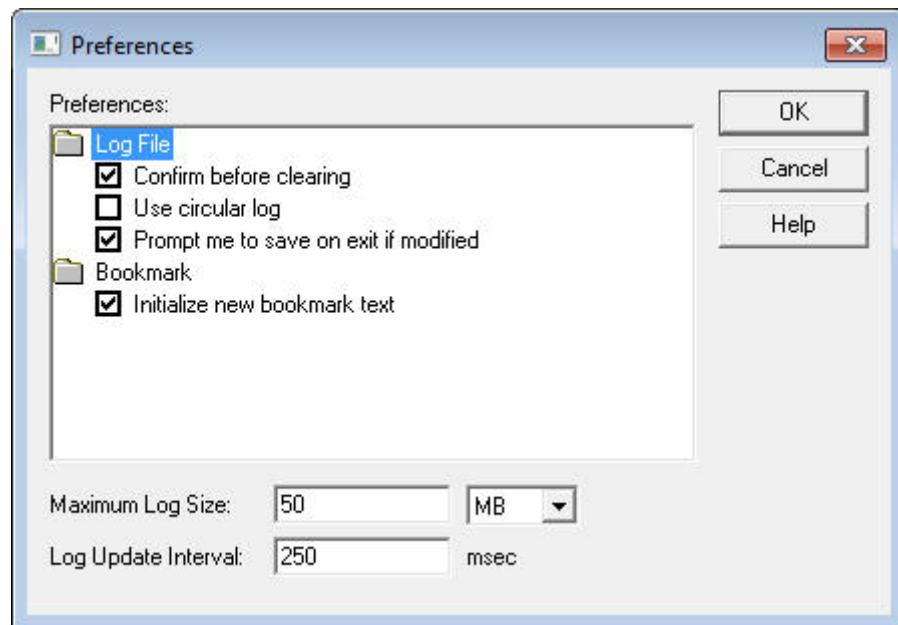 Preferences
Preferences:
OK
Log File
Confirm before clearing
Cancel
Use circular log
Help
Prompt me to save on exit if modified
Bookmark
Initialize new bookmark text
Maximum Log Size: 50 MB
Log Update Interval: 250 msec